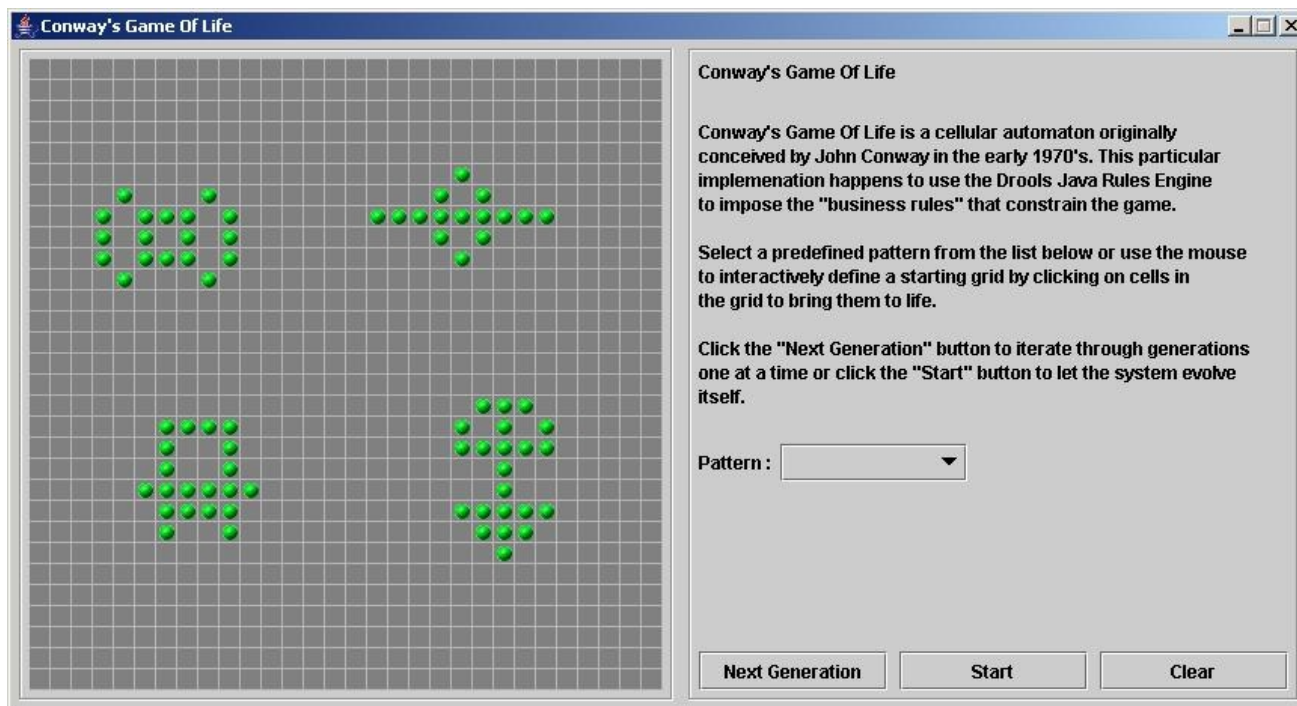 Conway's Game Of Life
Conway's Game Of Life
Conway's Game Of Life is a cellular automaton originally
conceived by John Conway in the early 1970's. This particular
implemenation happens to use the Drools Java Rules Engine
to impose the "business rules" that constrain the game.
Select a predefined pattern from the list below or use the mouse
to interactively define a starting grid by clicking on cells in
the grid to bring them to life.
Click the "Next Generation" button to iterate through generations
one at a time or click the "Start" button to let the system evolve
itself.
Pattern :
Next Generation
Start
Clear